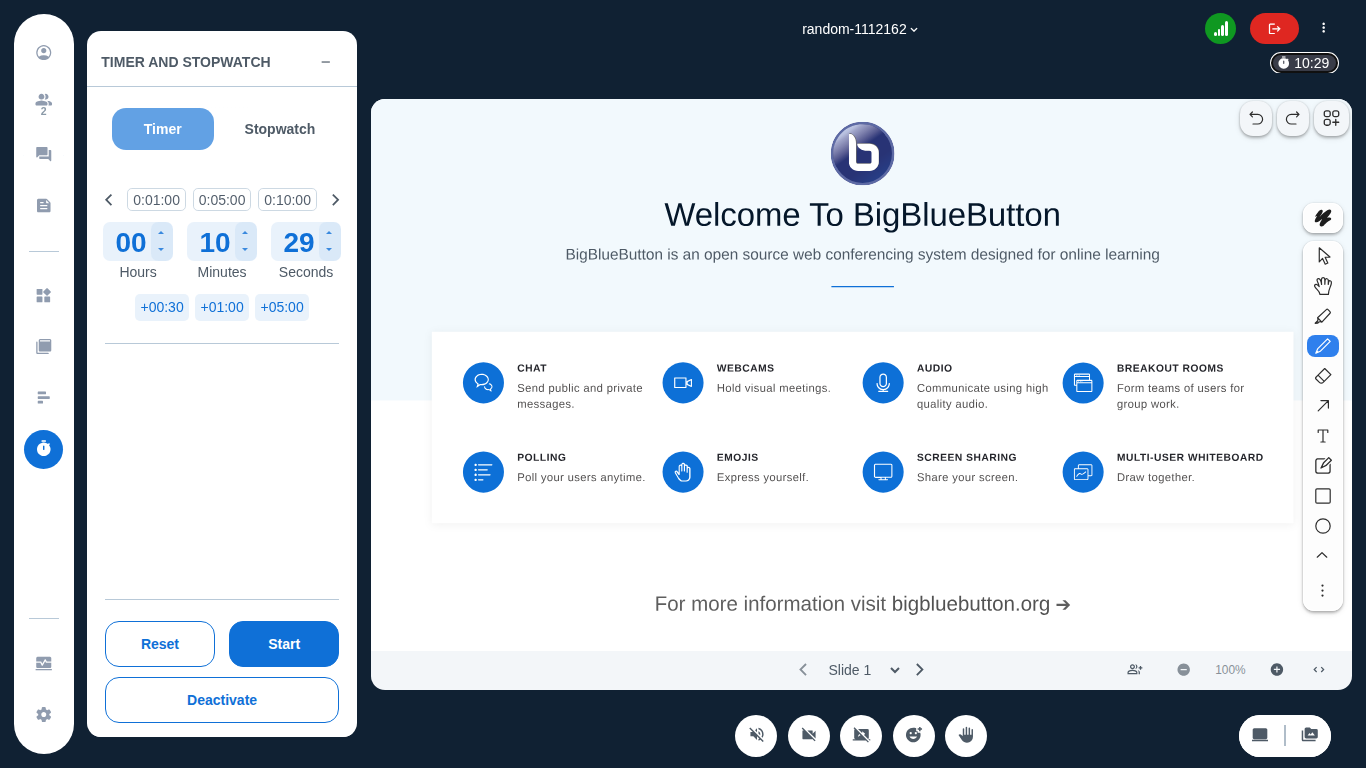 random-1112162
10:29
2
TIMER AND STOPWATCH
Timer Stopwatch
0:01:00 0:05:00 0:10:00
00 10 29
Hours Minutes Seconds
+00:30 +01:00 +05:00
Reset Start
Deactivate
Welcome To BigBlueButton
BigBlueButton is an open source web conferencing system designed for online learning
CHAT
Send public and private
messages.
WEBCAMS
Hold visual meetings.
AUDIO
Communicate using high
quality audio.
BREAKOUT ROOMS
Form teams of users for
group work.
POLLING
Poll your users anytime.
EMOJIS
Express yourself.
SCREEN SHARING
Share your screen.
MULTI-USER WHITEBOARD
Draw together.
For more information visit bigbluebutton.org ➔
Slide 1
100%